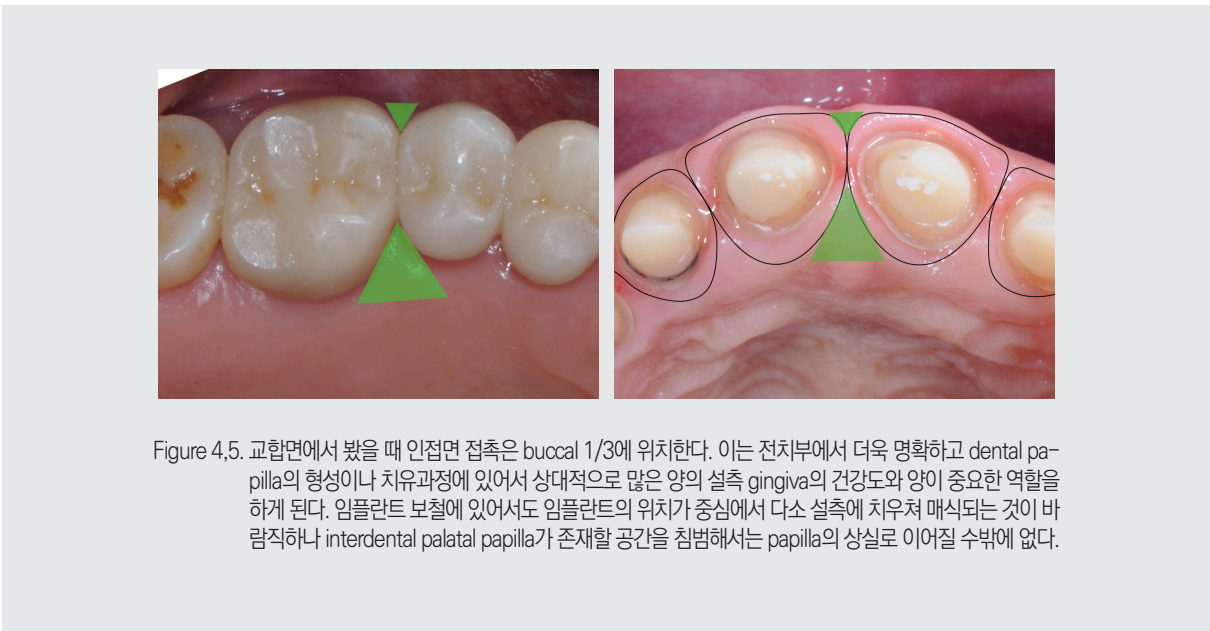 Figure 4,5. 교합면에서 봤을 때 인접면 접촉은 buccal 1/3에 위치한다. 이는 전치부에서 더욱 명확하고 dental pa-
pilla의 형성이나 치유과정에 있어서 상대적으로 많은 양의 설측 gingiva의 건강도와 양이 중요한 역할을
하게 된다. 임플란트 보철에 있어서도 임플란트의 위치가 중심에서 다소 설측에 치우쳐 매식되는 것이 바
람직하나 interdental palatal papilla가 존재할 공간을 침범해서는 papilla의 상실로 이어질 수밖에 없다.